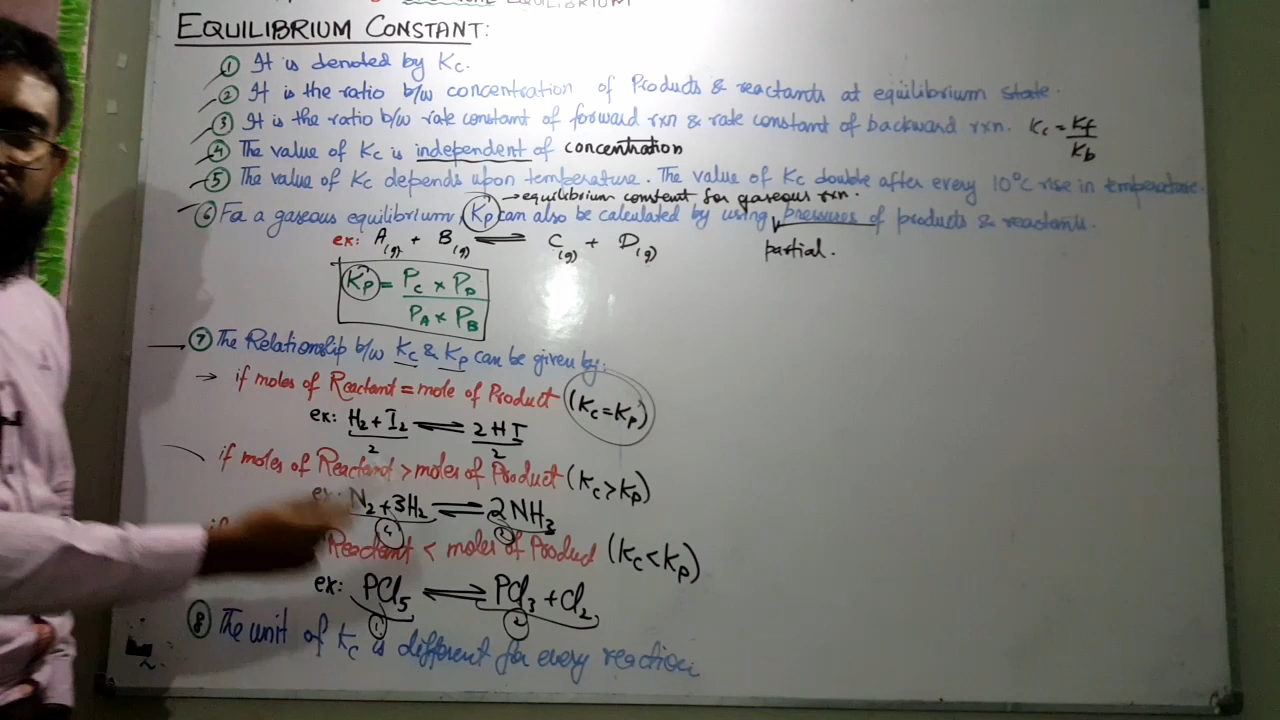 EQUILIBRIUM
EQUILIBRIUM CONSTANT:
① It is denoted by Kc.
② It is the ratio b/w concentration of Products & reactants at equilibrium state.
③ It is the ratio b/w rate constant of forward rxn & rate constant of backward rxn. Kc = Kf / Kb
④ The value of Kc is independent of concentration
⑤ The value of Kc depends upon temperature. The value of Kc double after every 10°C rise in temperature.
→ equilibrium constant for gaseous rxn.
⑥ For a gaseous equilibrium, Kp can also be calculated by using pressures of products & reactants.
partial.
ex: A(g) + B(g) ⇌ C(g) + D(g)
Kp = PC × PD / PA × PB
⑦ The Relationship b/w Kc & Kp can be given by:
→ if moles of Reactant = mole of Product (Kc = Kp)
ex: H2 + I2 ⇌ 2HI
2 2
if moles of Reactant > moles of Product (Kc > Kp)
ex: N2 + 3H2 ⇌ 2NH3
④ ②
if Reactant < moles of Product (Kc < Kp)
ex: PCl5 ⇌ PCl3 + Cl2
① ②
⑧ The unit of Kc is different for every reaction